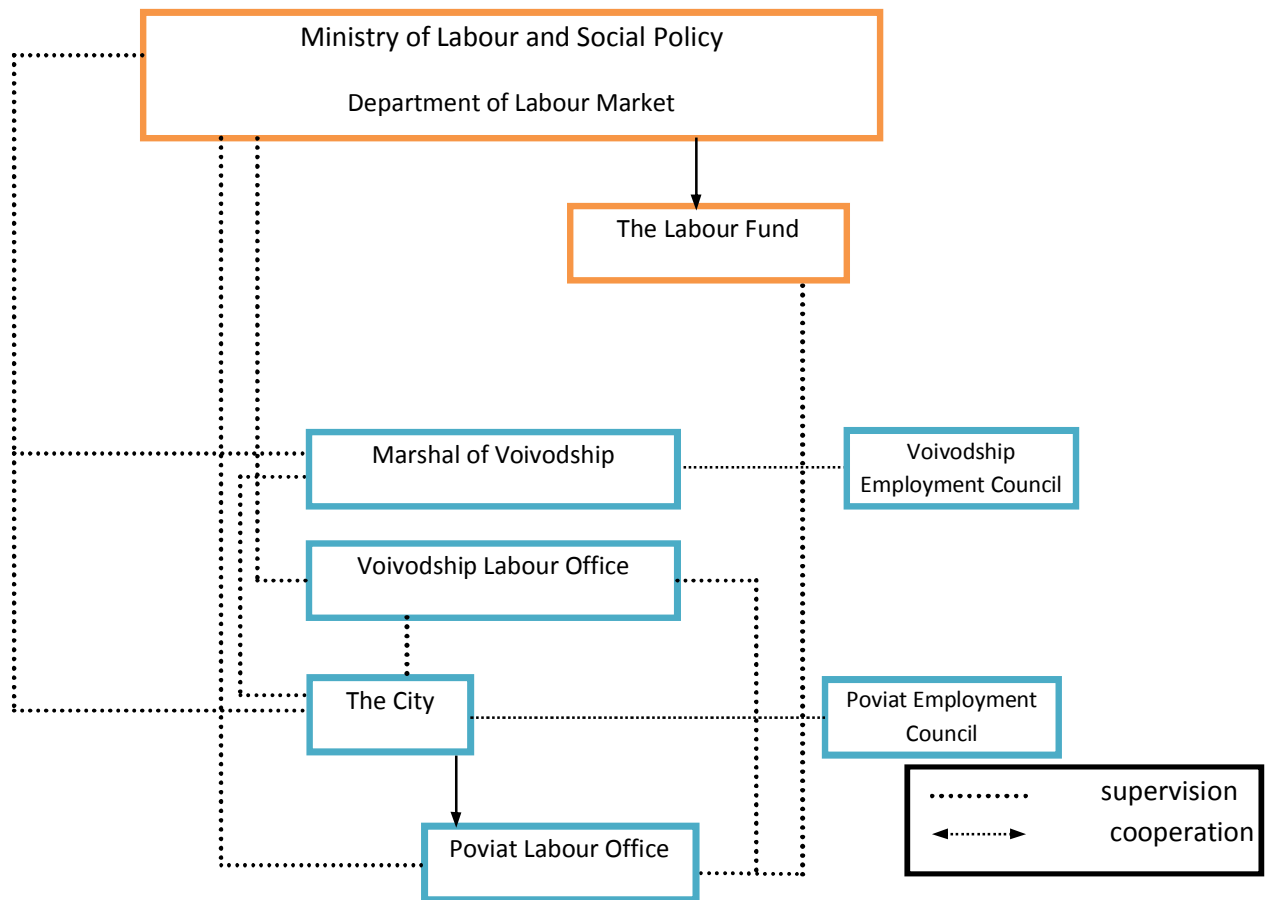 Ministry of Labour and Social Policy
Department of Labour Market
The Labour Fund
Marshal of Voivodship
Voivodship
Employment Council
Voivodship Labour Office
The City
Poviat Employment
Council
supervision
cooperation
Poviat Labour Office